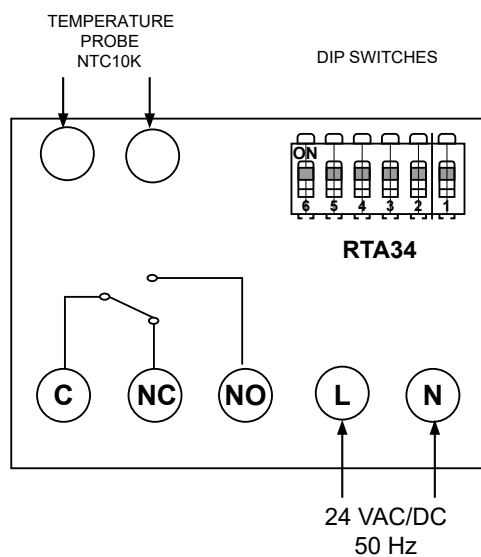 TEMPERATURE
PROBE
NTC10K
DIP SWITCHES
ON
6 5 4 3 2 1
RTA34
C NC NO L N
24 VAC/DC
50 Hz